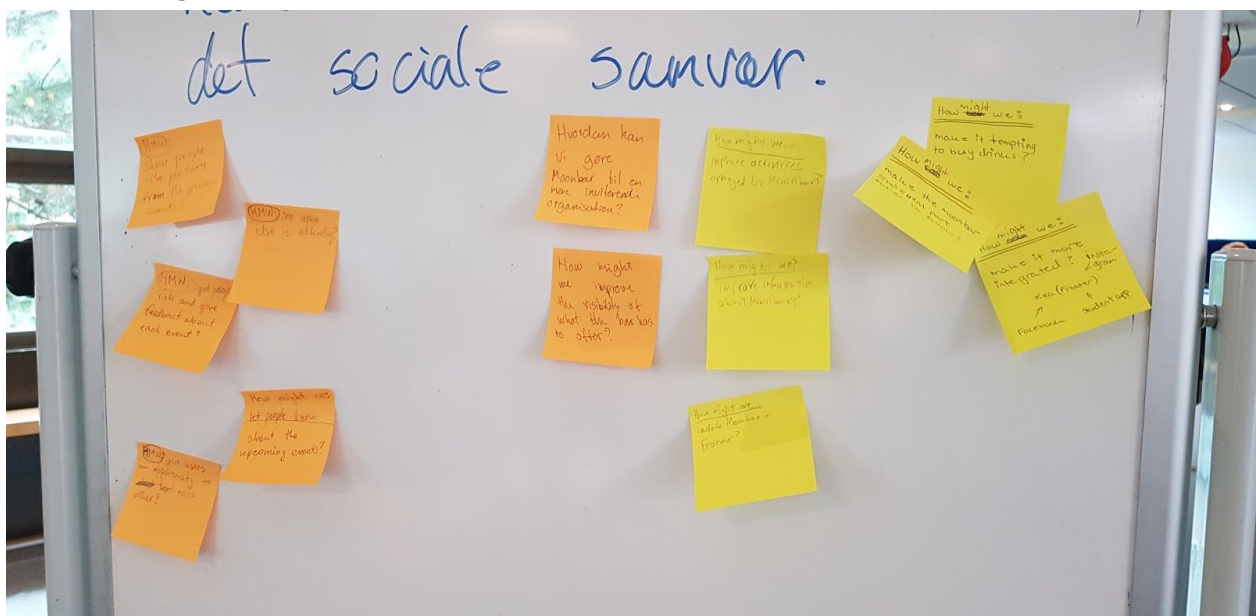 det sociale samvær.
HMW:
show people
the pictures
from the previous
events
HMW: see who
else is attending?
HMW: get people
rate and give
feedback about
each event?
How might we:
let people know
about the
upcoming events?
HMW: give users
an opportunity to
each
other?
Hvordan kan
vi gøre
Moonbar til en
mere inviterende
organisation?
How might
we improve
the visibility of
what the bar has
to offer?
How might we...
improve activities
arranged by Moonbar?
How might we?
improve information
about Moonbar?
How might we
include Moonbar
Fronter?
How might we:
make it tempting
to buy drinks?
How might we:
make the moonbar
How might we:
make it more
integrated? Insta-
gram
Kea (Fronter)
Facebook student app